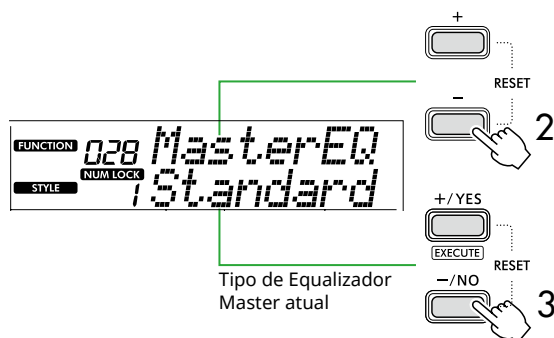 +
RESET
-
2
FUNCTION 028 MasterEQ
NUM LOCK
STYLE 1 Standard
+/YES
EXECUTE
RESET
-/NO
3
Tipo de Equalizador
Master atual